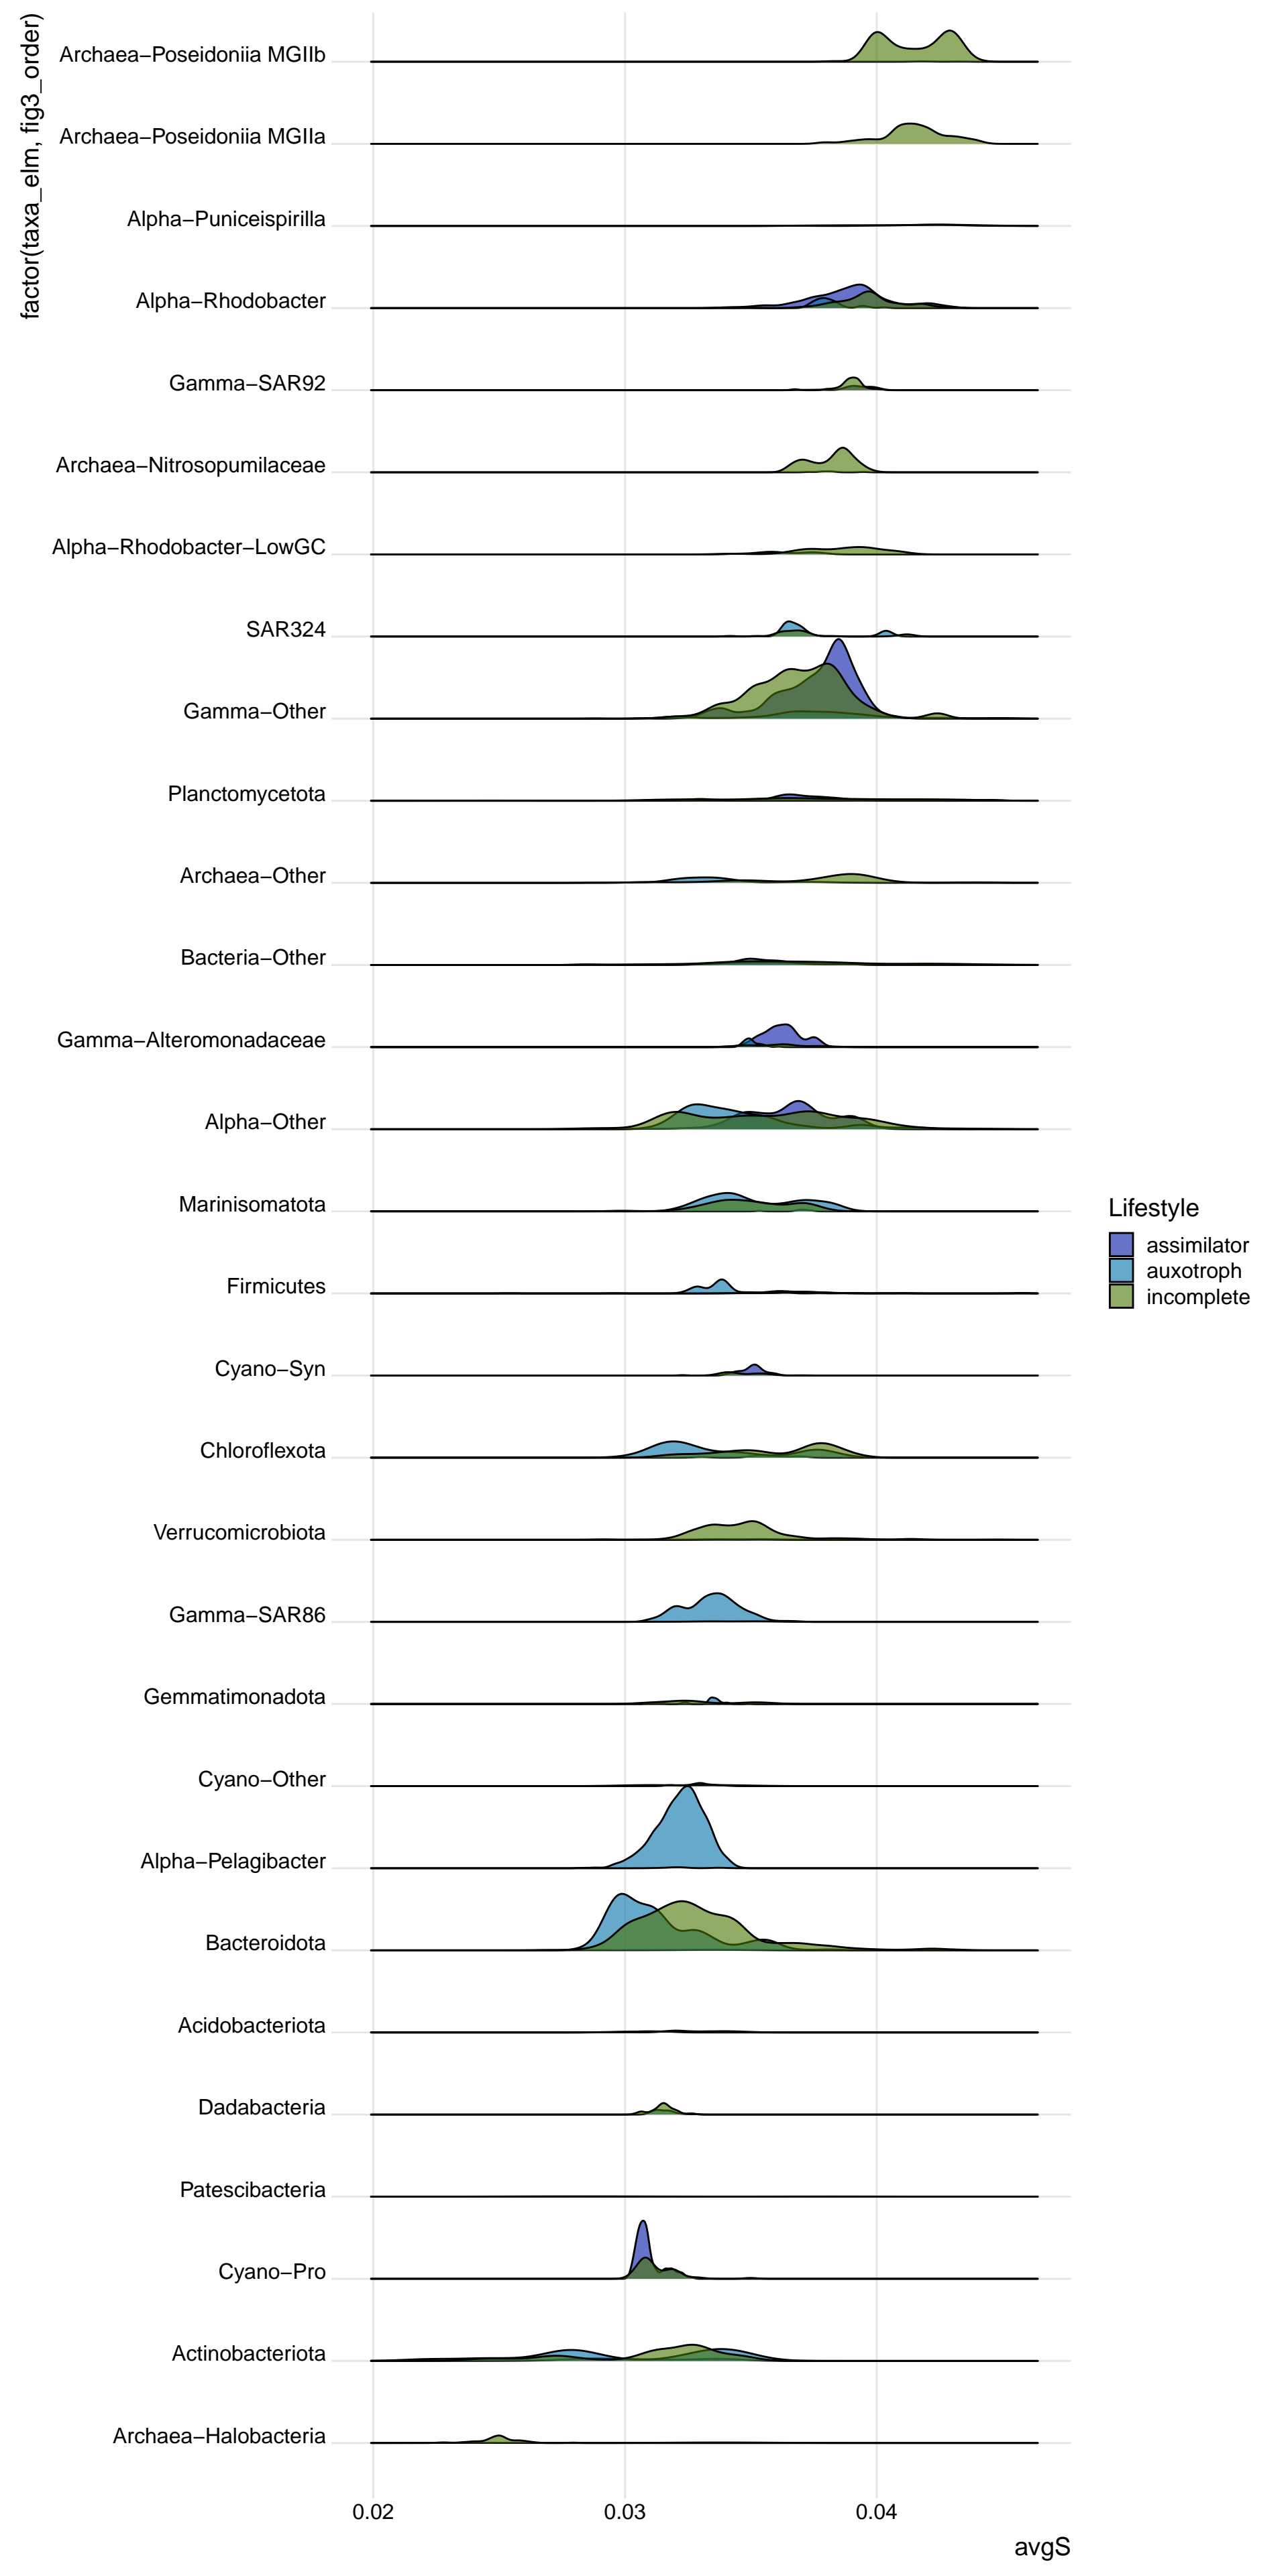 factor(taxa_elm, fig3_order)
Archaea−Poseidoniia MGIIb
Archaea−Poseidoniia MGIIa
Alpha−Puniceispirilla
Alpha−Rhodobacter
Gamma−SAR92
Archaea−Nitrosopumilaceae
Alpha−Rhodobacter−LowGC
SAR324
Gamma−Other
Planctomycetota
Archaea−Other
Bacteria−Other
Gamma−Alteromonadaceae
Alpha−Other
Marinisomatota
Firmicutes
Cyano−Syn
Chloroflexota
Verrucomicrobiota
Gamma−SAR86
Gemmatimonadota
Cyano−Other
Alpha−Pelagibacter
Bacteroidota
Acidobacteriota
Dadabacteria
Patescibacteria
Cyano−Pro
Actinobacteriota
Archaea−Halobacteria
0.02 0.03 0.04
avgS
Lifestyle
assimilator
auxotroph
incomplete